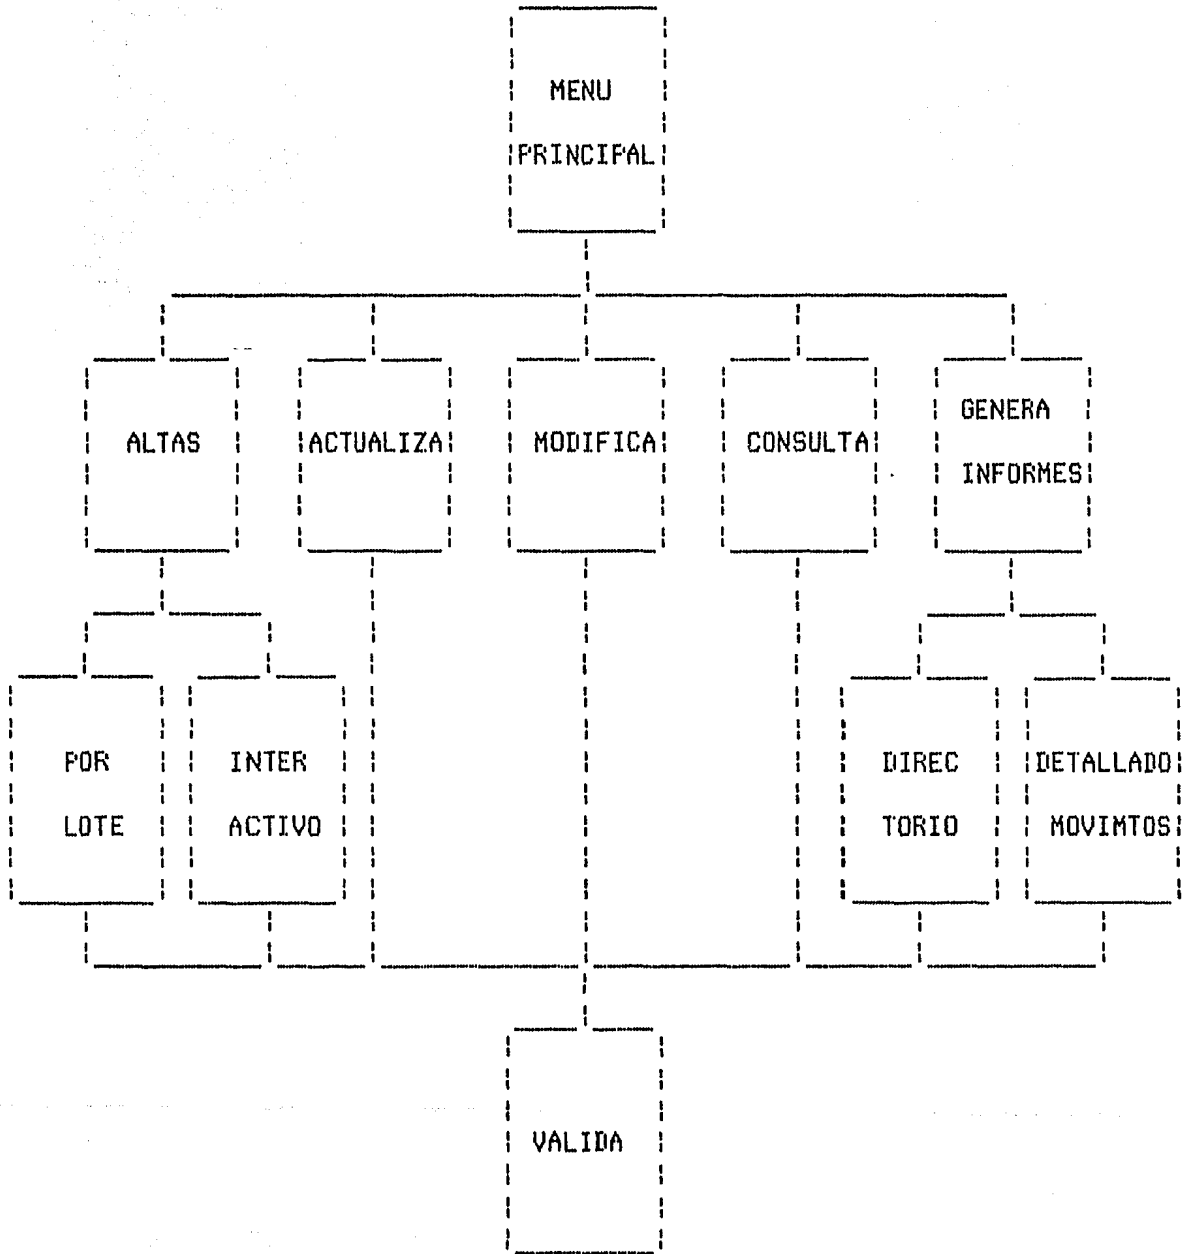 MENU
PRINCIPAL
ALTAS
ACTUALIZA
MODIFICA
CONSULTA
GENERA
INFORMES
POR
LOTE
INTER
ACTIVO
DIREC
TORIO
DETALLADO
MOVIMTOS
VALIDA